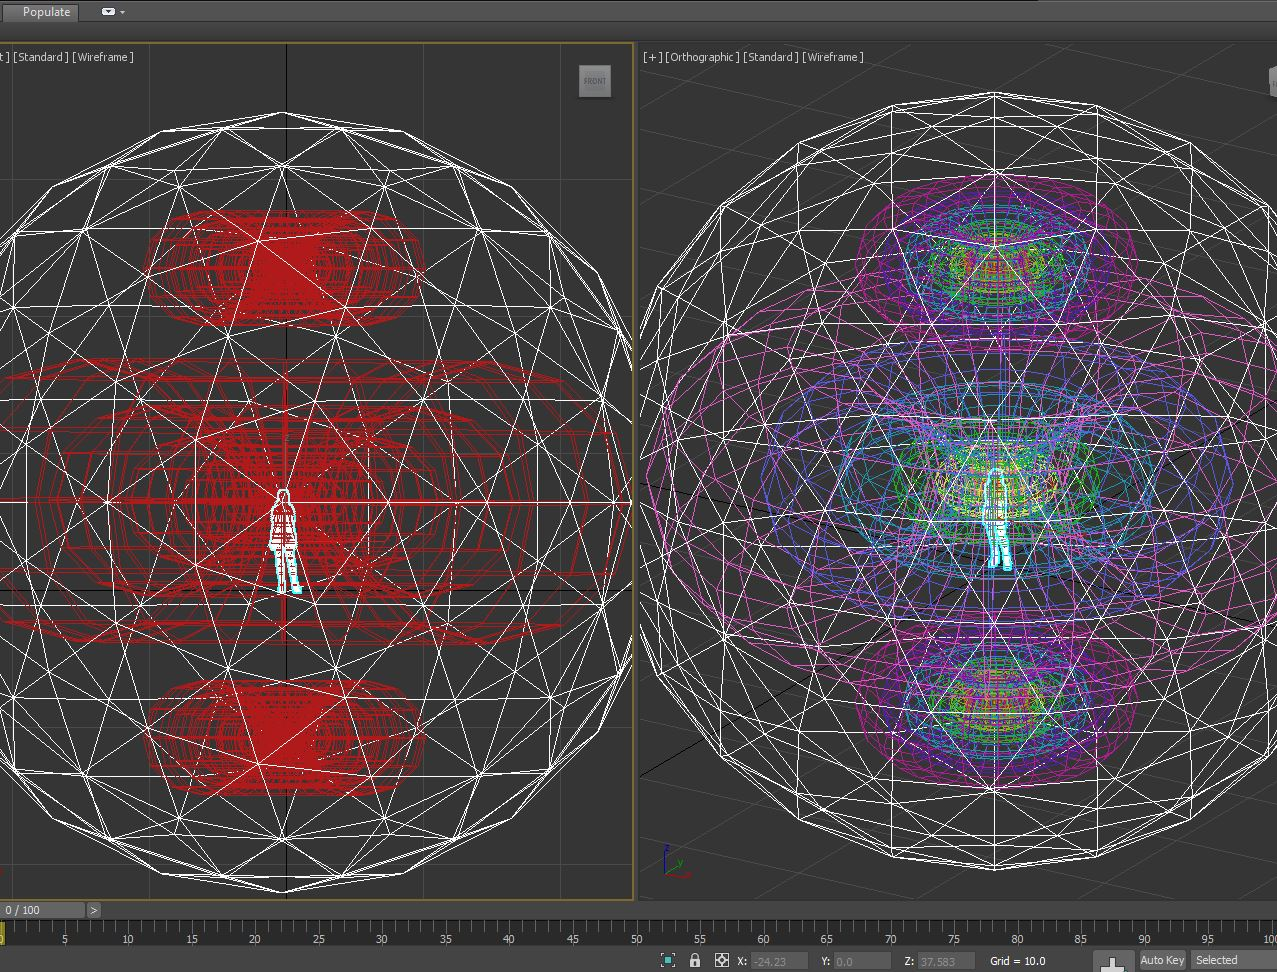 Populate
t ] [Standard ] [Wireframe ]
FRONT
[+] [Orthographic ] [Standard ] [Wireframe ]
z
y
0 / 100
>
0 5 10 15 20 25 30 35 40 45 50 55 60 65 70 75 80 85 90 95 100
X: -24.23 Y: 0.0 Z: 37.583 Grid = 10.0 Auto Key Selected